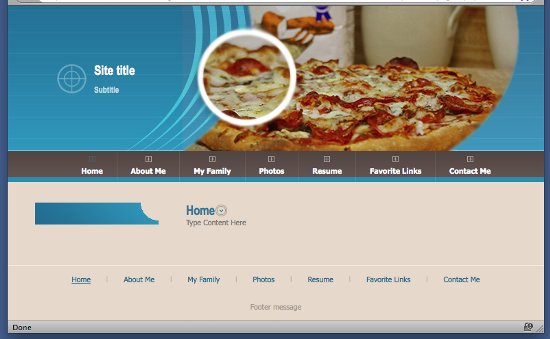 Site title
Subtitle
Home About Me My Family Photos Resume Favorite Links Contact Me
Home
Type Content Here
Home About Me My Family Photos Resume Favorite Links Contact Me
Footer message
Done